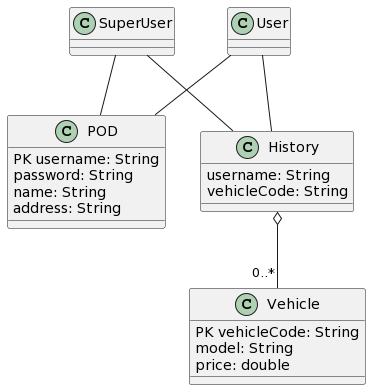 C SuperUser
C User
C POD
PK username: String
password: String
name: String
address: String
C History
username: String
vehicleCode: String
0..*
C Vehicle
PK vehicleCode: String
model: String
price: double